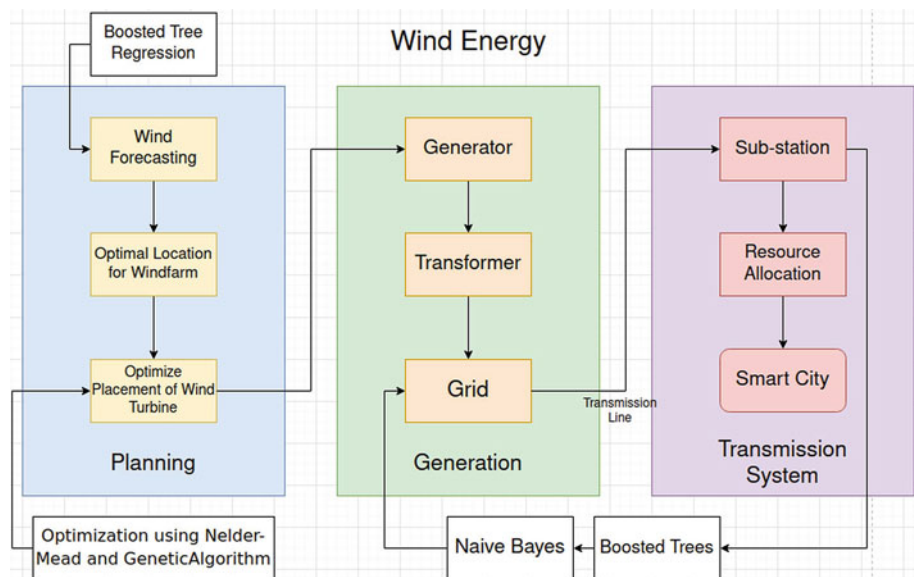 Boosted Tree
Regression
Wind Energy
Wind
Forecasting
Optimal Location
for Windfarm
Optimize
Placement of Wind
Turbine
Planning
Optimization using Nelder-
Mead and GeneticAlgorithm
Generator
Transformer
Grid
Generation
Transmission
Line
Sub-station
Resource
Allocation
Smart City
Transmission
System
Naive Bayes
Boosted Trees